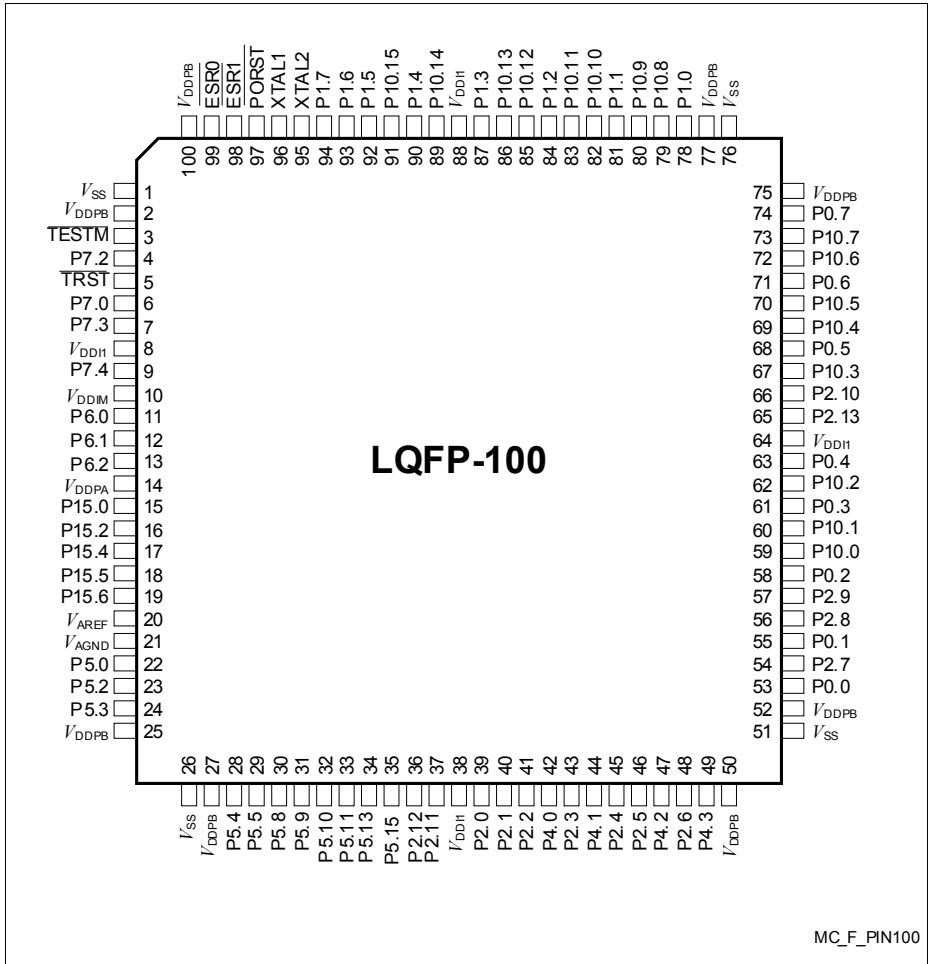 VDDPB
ESR0
ESR1
PORST
XTAL1
XTAL2
P1.7
P1.6
P1.5
P10.15
P1.4
P10.14
VDDI1
P1.3
P10.13
P10.12
P1.2
P10.11
P10.10
P1.1
P10.9
P10.8
P1.0
VDDPB
VSS
100
99
98
97
96
95
94
93
92
91
90
89
88
87
86
85
84
83
82
81
80
79
78
77
76
VSS 1
VDDPB 2
TESTM 3
P7.2 4
TRST 5
P7.0 6
P7.3 7
VDDI1 8
P7.4 9
VDDIM 10
P6.0 11
P6.1 12
P6.2 13
VDDPA 14
P15.0 15
P15.2 16
P15.4 17
P15.5 18
P15.6 19
VAREF 20
VAGND 21
P5.0 22
P5.2 23
P5.3 24
VDDPB 25
LQFP-100
75 VDDPB
74 P0.7
73 P10.7
72 P10.6
71 P0.6
70 P10.5
69 P10.4
68 P0.5
67 P10.3
66 P2.10
65 P2.13
64 VDDI1
63 P0.4
62 P10.2
61 P0.3
60 P10.1
59 P10.0
58 P0.2
57 P2.9
56 P2.8
55 P0.1
54 P2.7
53 P0.0
52 VDDPB
51 VSS
26
27
28
29
30
31
32
33
34
35
36
37
38
39
40
41
42
43
44
45
46
47
48
49
50
VSS
VDDPB
P5.4
P5.5
P5.8
P5.9
P5.10
P5.11
P5.13
P5.15
P2.12
P2.11
VDDI1
P2.0
P2.1
P2.2
P4.0
P2.3
P4.1
P2.4
P2.5
P4.2
P2.6
P4.3
VDDPB
MC_F_PIN100